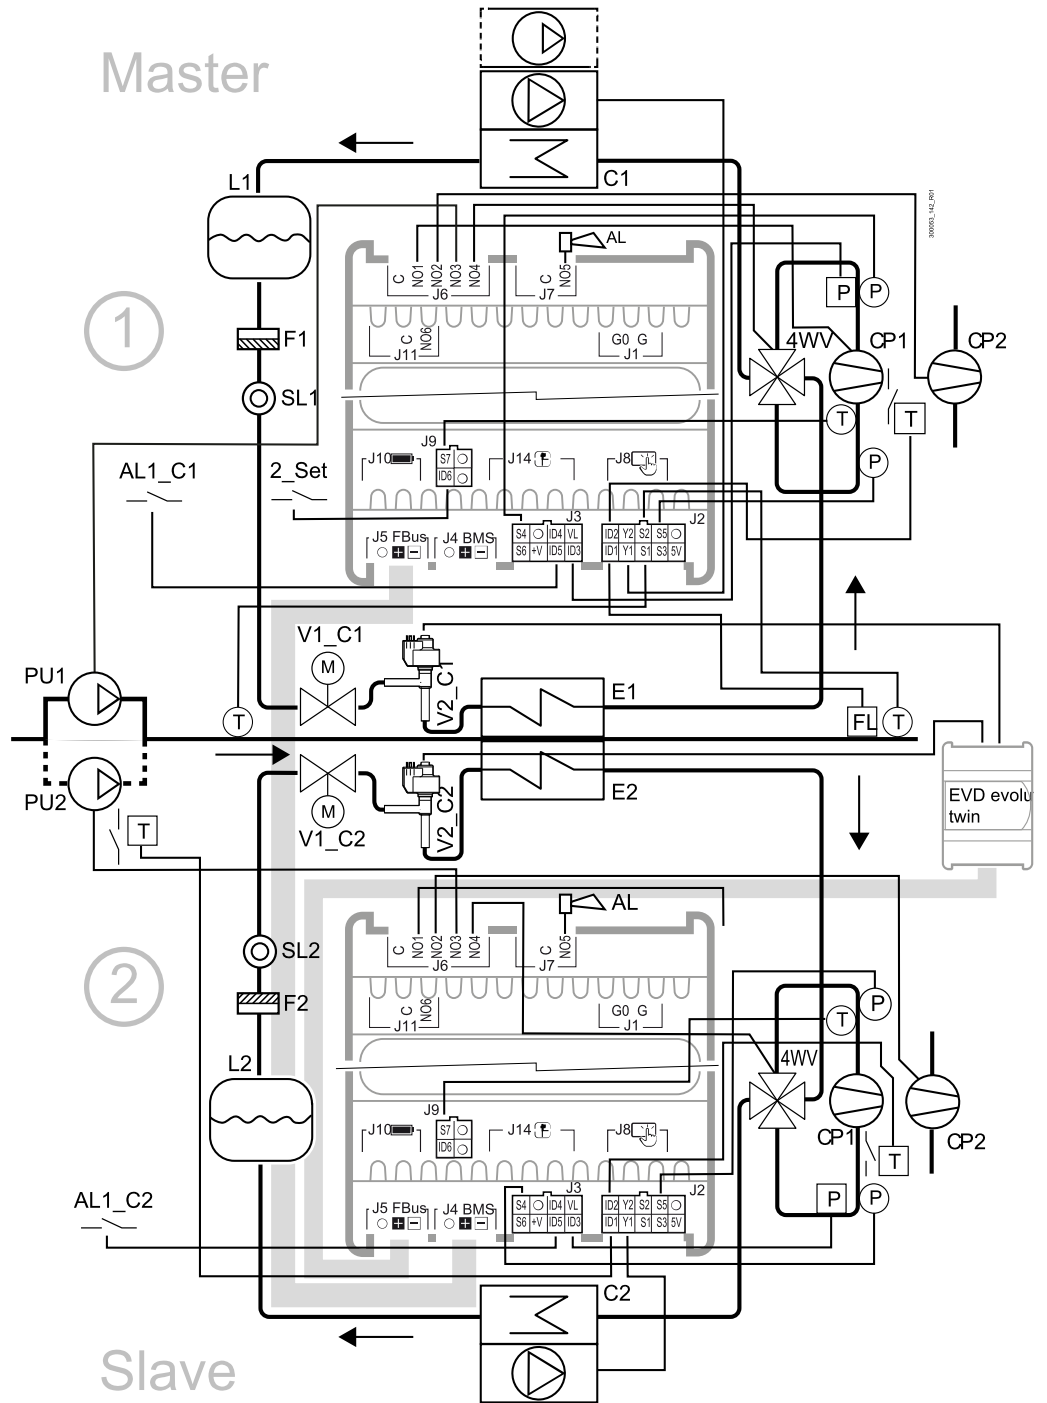 Master
C1
L1
300053_142_R01
AL
C NO1 NO2 NO3 NO4
J6
C NO5
J7
P P
1
F1
C NO6
J11
G0 G
J1
4WV CP1 CP2
SL1
T T
J9
AL1_C1
J10
S7
ID6
J14
J8
P
2_Set
J3
J2
S4 ID4 VL
S6 +V ID5 ID3
ID2 Y2 S2 S5
ID1 Y1 S1 S3 5V
J5 FBus J4 BMS
V1_C1
M
PU1
V2_C1
E1
T
FL T
PU2
T
M
V1_C2
V2_C2
E2
EVD evolu
twin
AL
C NO1 NO2 NO3 NO4
J6
C NO5
J7
SL2
2
F2
P
C NO6
J11
G0 G
J1
T
L2
4WV
J9
J10
S7
ID6
J14
J8
CP1 CP2
T
AL1_C2
J3
J2
S4 ID4 VL
S6 +V ID5 ID3
ID2 Y2 S2 S5
ID1 Y1 S1 S3 5V
P P
J5 FBus J4 BMS
C2
Slave